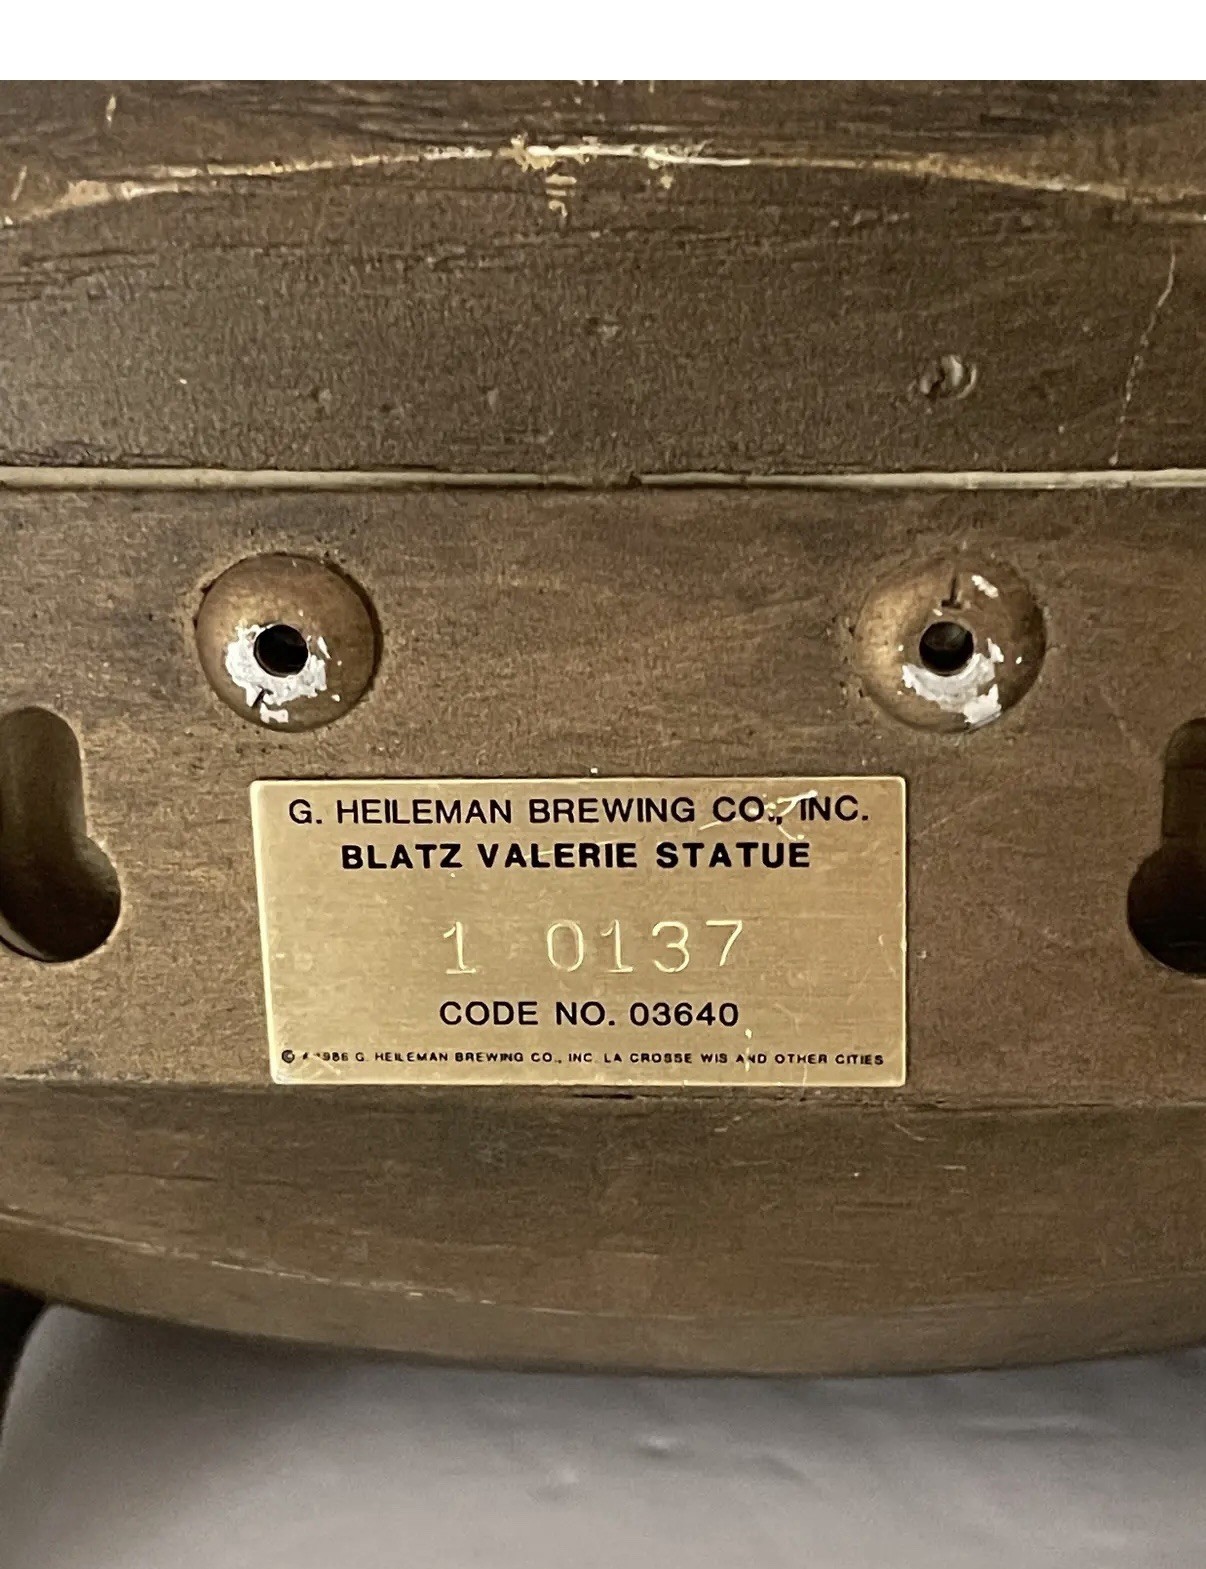 G. HEILEMAN BREWING CO., INC.
BLATZ VALERIE STATUE
1 0137
CODE NO. 03640
© 1986 G. HEILEMAN BREWING CO., INC. LA CROSSE WIS AND OTHER CITIES